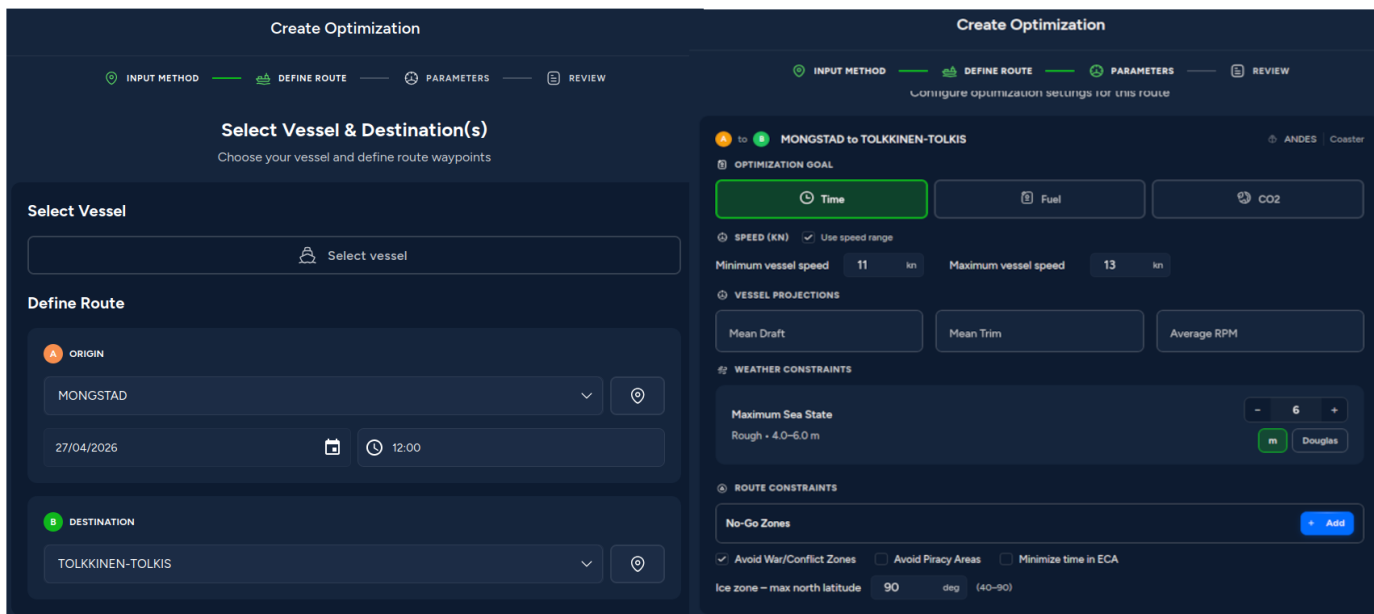 Create Optimization
INPUT METHOD DEFINE ROUTE PARAMETERS REVIEW
Select Vessel & Destination(s)
Choose your vessel and define route waypoints
Select Vessel
Select vessel
Define Route
A ORIGIN
MONGSTAD
27/04/2026 12:00
B DESTINATION
TOLKKINEN-TOLKIS
Create Optimization
INPUT METHOD DEFINE ROUTE PARAMETERS REVIEW
Configure optimization settings for this route
A to B MONGSTAD to TOLKKINEN-TOLKIS ANDES Coaster
OPTIMIZATION GOAL
Time Fuel CO2
SPEED (KN) Use speed range
Minimum vessel speed 11 kn Maximum vessel speed 13 kn
VESSEL PROJECTIONS
Mean Draft Mean Trim Average RPM
WEATHER CONSTRAINTS
Maximum Sea State - 6 +
Rough • 4.0–6.0 m m Douglas
ROUTE CONSTRAINTS
No-Go Zones + Add
Avoid War/Conflict Zones Avoid Piracy Areas Minimize time in ECA
Ice zone – max north latitude 90 deg (40–90)